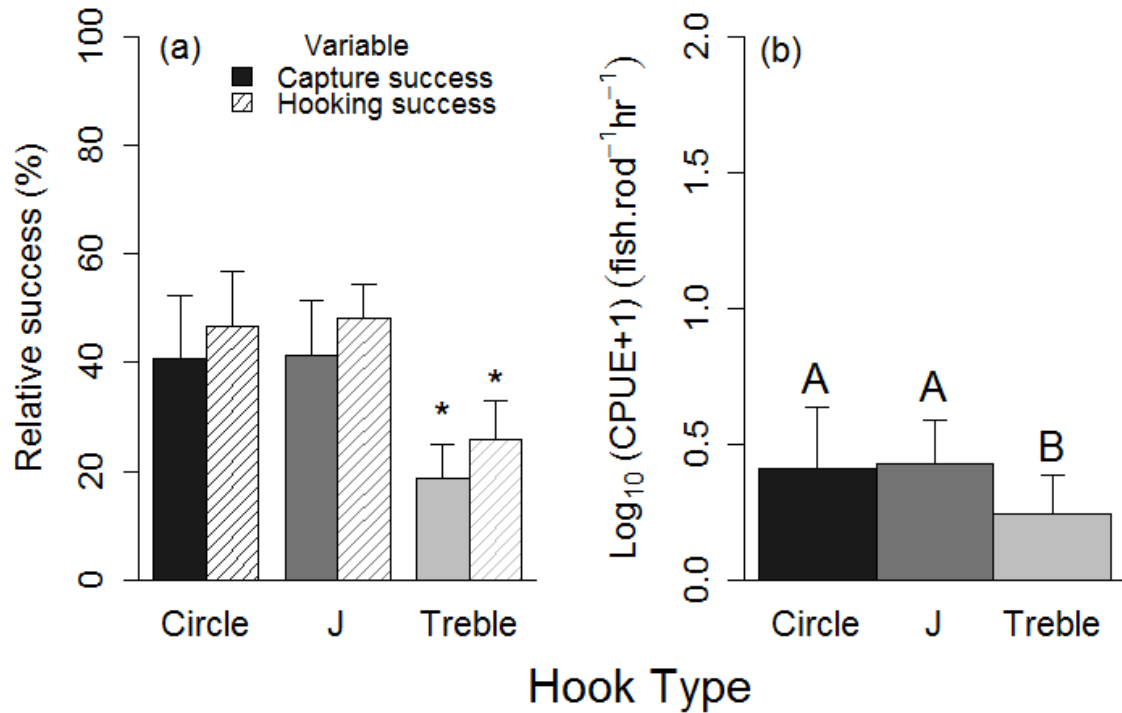 (a)
Variable
Capture success
Hooking success
Relative success (%)
100
80
60
40
20
0
*
*
Circle
J
Treble
(b)
Log₁₀ (CPUE+1) (fish.rod⁻¹hr⁻¹)
2.0
1.5
1.0
0.5
0.0
A
A
B
Circle
J
Treble
Hook Type